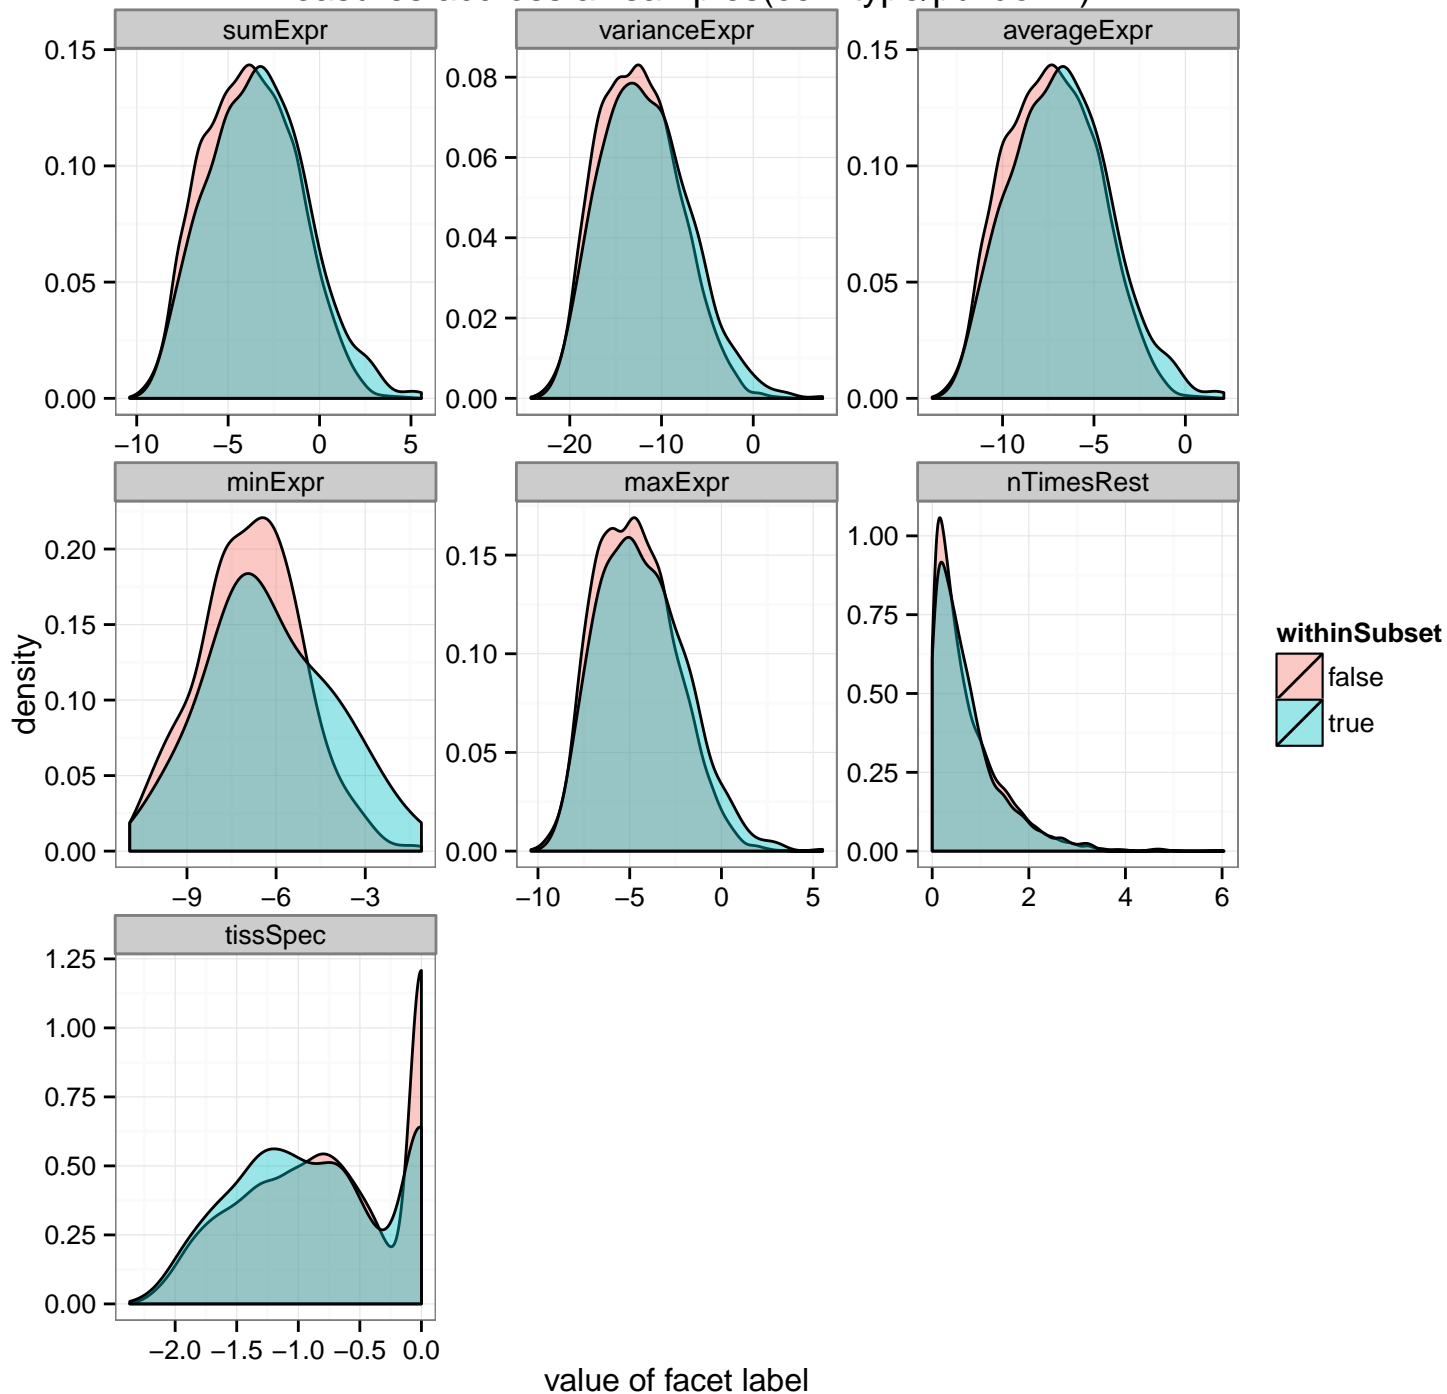 sumExpr varianceExpr averageExpr
0.15 0.10 0.05 0.00
−10 −5 0 5
0.08 0.06 0.04 0.02 0.00
−20 −10 0
0.15 0.10 0.05 0.00
−10 −5 0
minExpr maxExpr nTimesRest
0.20 0.15 0.10 0.05 0.00
−9 −6 −3
0.15 0.10 0.05 0.00
−10 −5 0 5
1.00 0.75 0.50 0.25 0.00
0 2 4 6
tissSpec
1.25 1.00 0.75 0.50 0.25 0.00
−2.0 −1.5 −1.0 −0.5 0.0
density
value of facet label
withinSubset
false
true